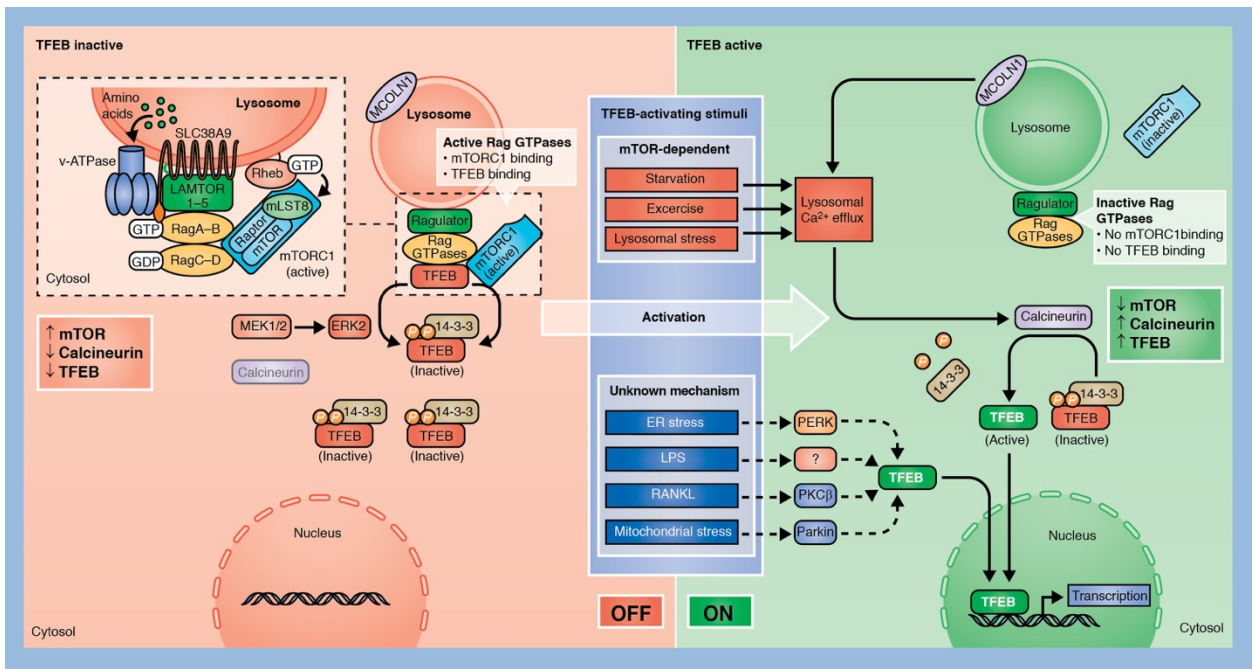 TFEB inactive
Amino
acids
Lysosome
SLC38A9
v-ATPase
LAMTOR
1–5
Rheb
GTP
mLST8
Raptor
mTOR
GTP
RagA–B
GDP
RagC–D
mTORC1
(active)
Cytosol
MCOLN1
Lysosome
Active Rag GTPases
• mTORC1 binding
• TFEB binding
Ragulator
Rag
GTPases
mTORC1
(active)
TFEB
↑ mTOR
↓ Calcineurin
↓ TFEB
MEK1/2
ERK2
Calcineurin
P P 14-3-3
TFEB
(Inactive)
P P 14-3-3
TFEB
(Inactive)
P P 14-3-3
TFEB
(Inactive)
Nucleus
Cytosol
OFF
TFEB-activating stimuli
mTOR-dependent
Starvation
Excercise
Lysosomal stress
Activation
Unknown mechanism
ER stress
LPS
RANKL
Mitochondrial stress
TFEB active
MCOLN1
Lysosome
mTORC1
(inactive)
Ragulator
Rag
GTPases
Inactive Rag
GTPases
• No mTORC1binding
• No TFEB binding
Lysosomal
Ca²⁺ efflux
Calcineurin
↓ mTOR
↑ Calcineurin
↑ TFEB
P
P
14-3-3
TFEB
(Active)
P P 14-3-3
TFEB
(Inactive)
PERK
?
PKCβ
Parkin
TFEB
Nucleus
TFEB
Transcription
ON
Cytosol